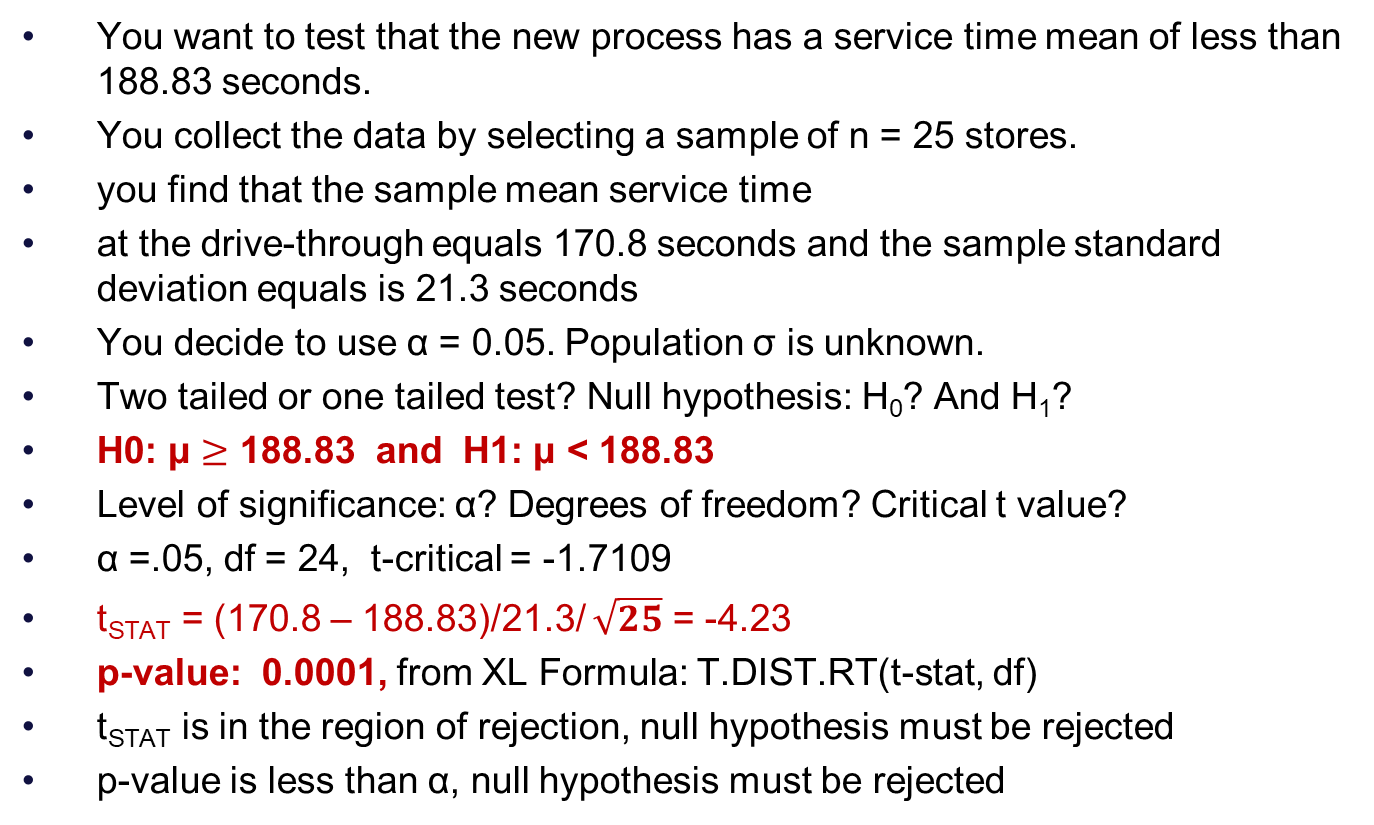 • You want to test that the new process has a service time mean of less than
188.83 seconds.
• You collect the data by selecting a sample of n = 25 stores.
• you find that the sample mean service time
• at the drive-through equals 170.8 seconds and the sample standard
deviation equals is 21.3 seconds
• You decide to use α = 0.05. Population σ is unknown.
• Two tailed or one tailed test? Null hypothesis: H₀? And H₁?
• H0: μ ≥ 188.83 and H1: μ < 188.83
• Level of significance: α? Degrees of freedom? Critical t value?
• α =.05, df = 24, t-critical = -1.7109
• tSTAT = (170.8 – 188.83)/21.3/√25 = -4.23
• p-value: 0.0001, from XL Formula: T.DIST.RT(t-stat, df)
• tSTAT is in the region of rejection, null hypothesis must be rejected
• p-value is less than α, null hypothesis must be rejected